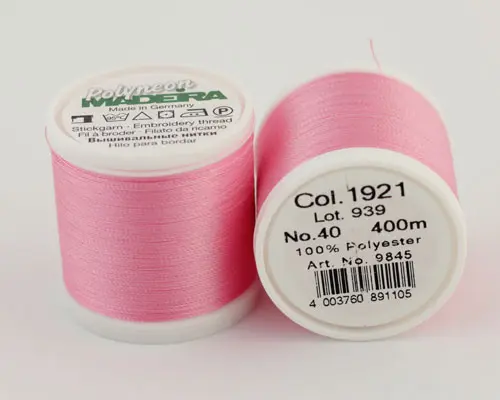 Polyneon
MADEIRA
Made in Germany
Stickgarn - Embroidery thread
Fil à broder - Filato da ricamo
Вышивальные нитки
Hilo para bordar
Col. 1921
Lot. 939
No.40 400m
100% Polyester
Art. No. 9845
4 003760 891105